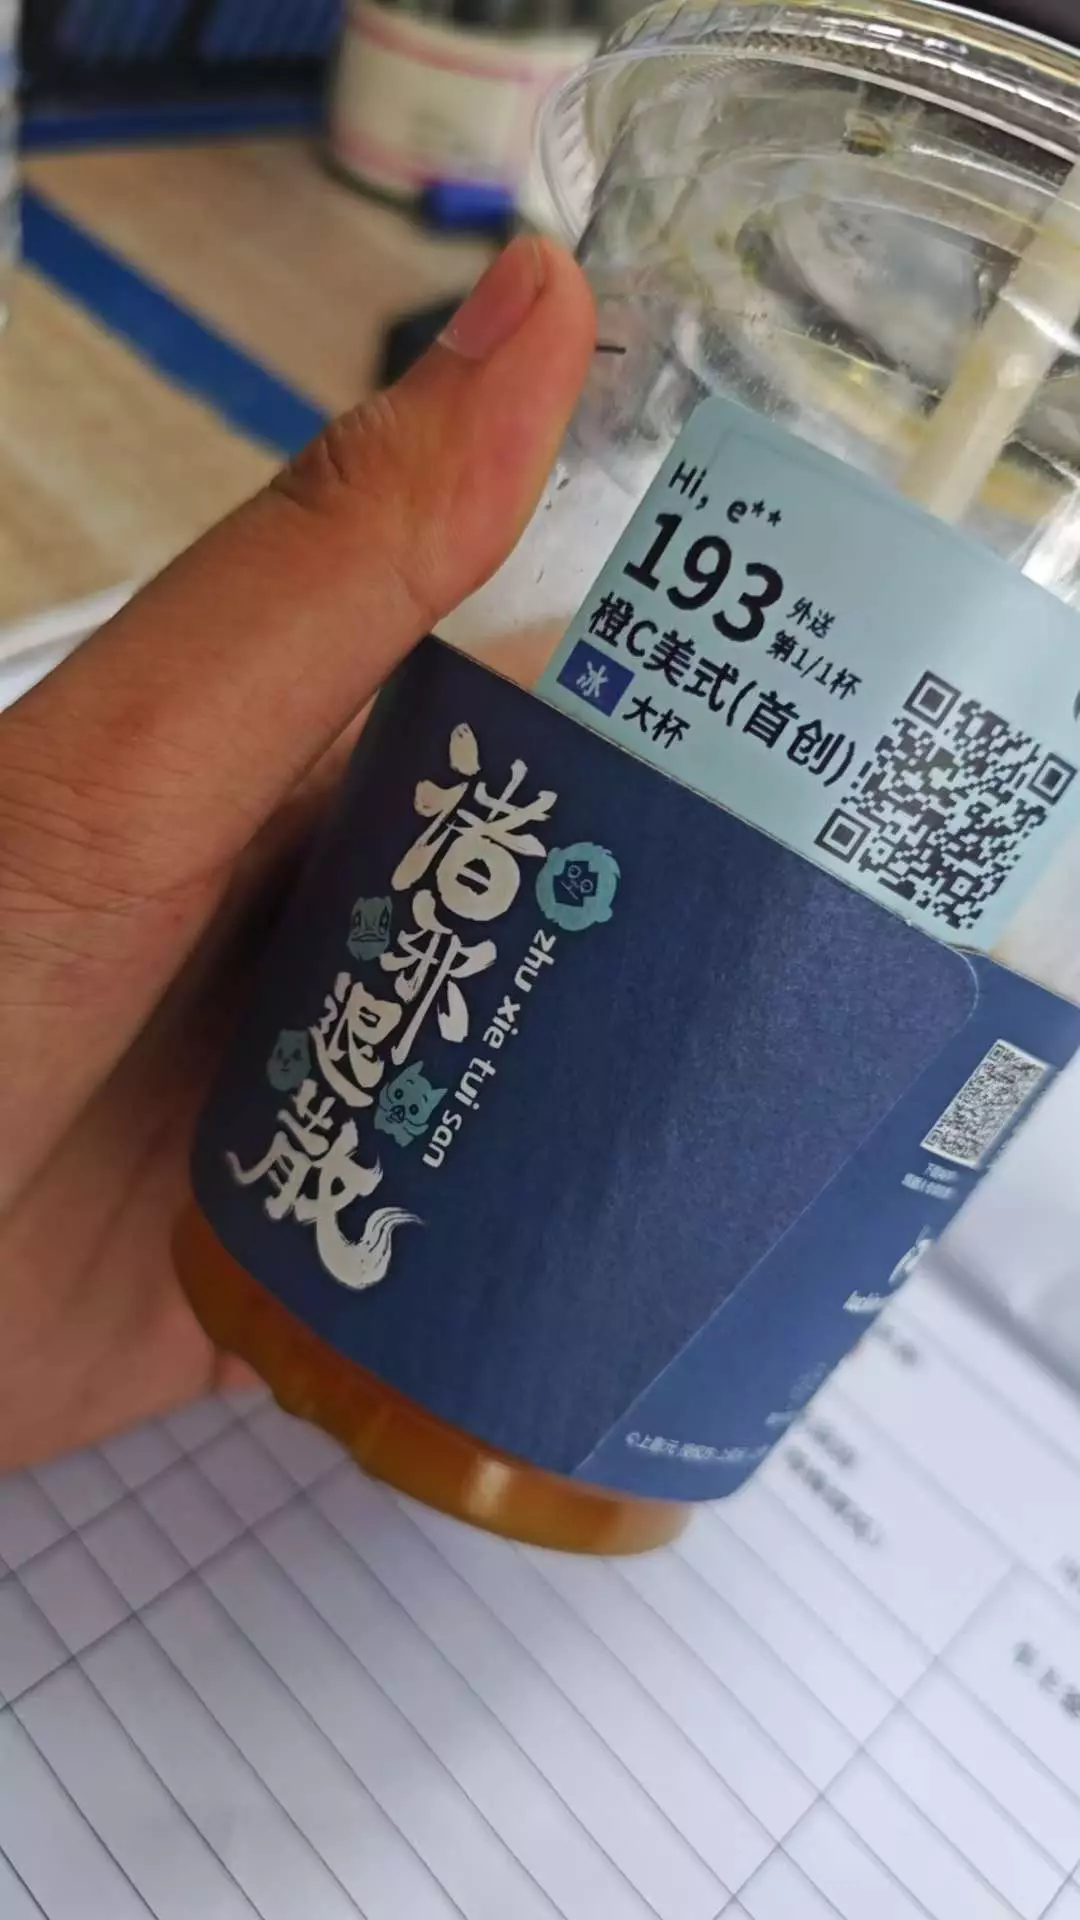 Hi, e**
193 外送
第1/1杯
橙C美式(首创)
冰 大杯
猪邪退散
zhu xie tui san